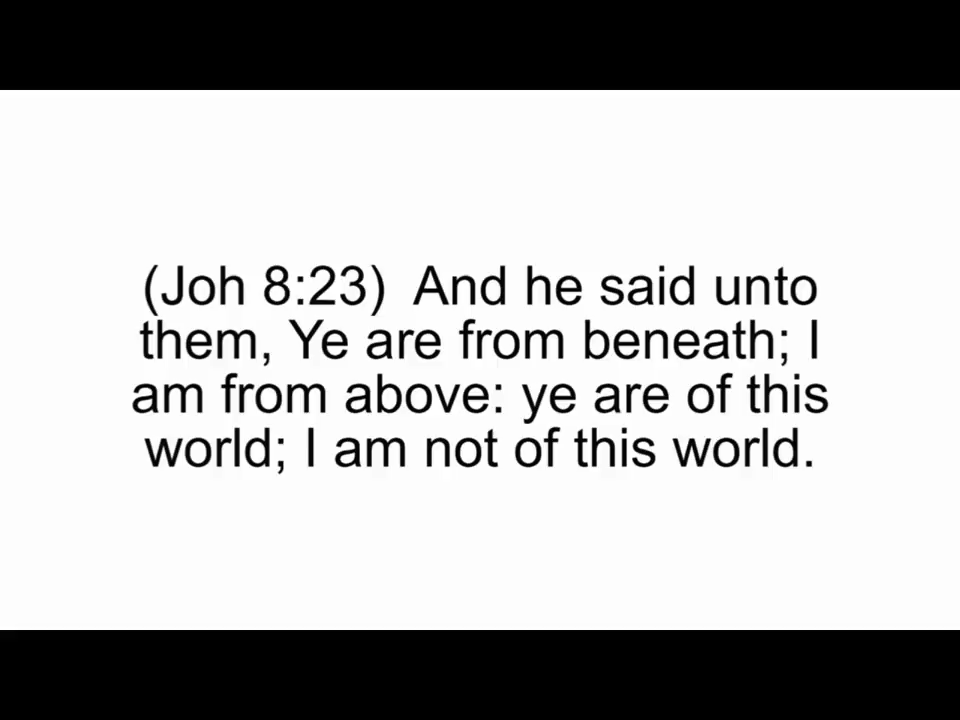 (Joh 8:23)  And he said unto
them, Ye are from beneath; I
am from above: ye are of this
world; I am not of this world.